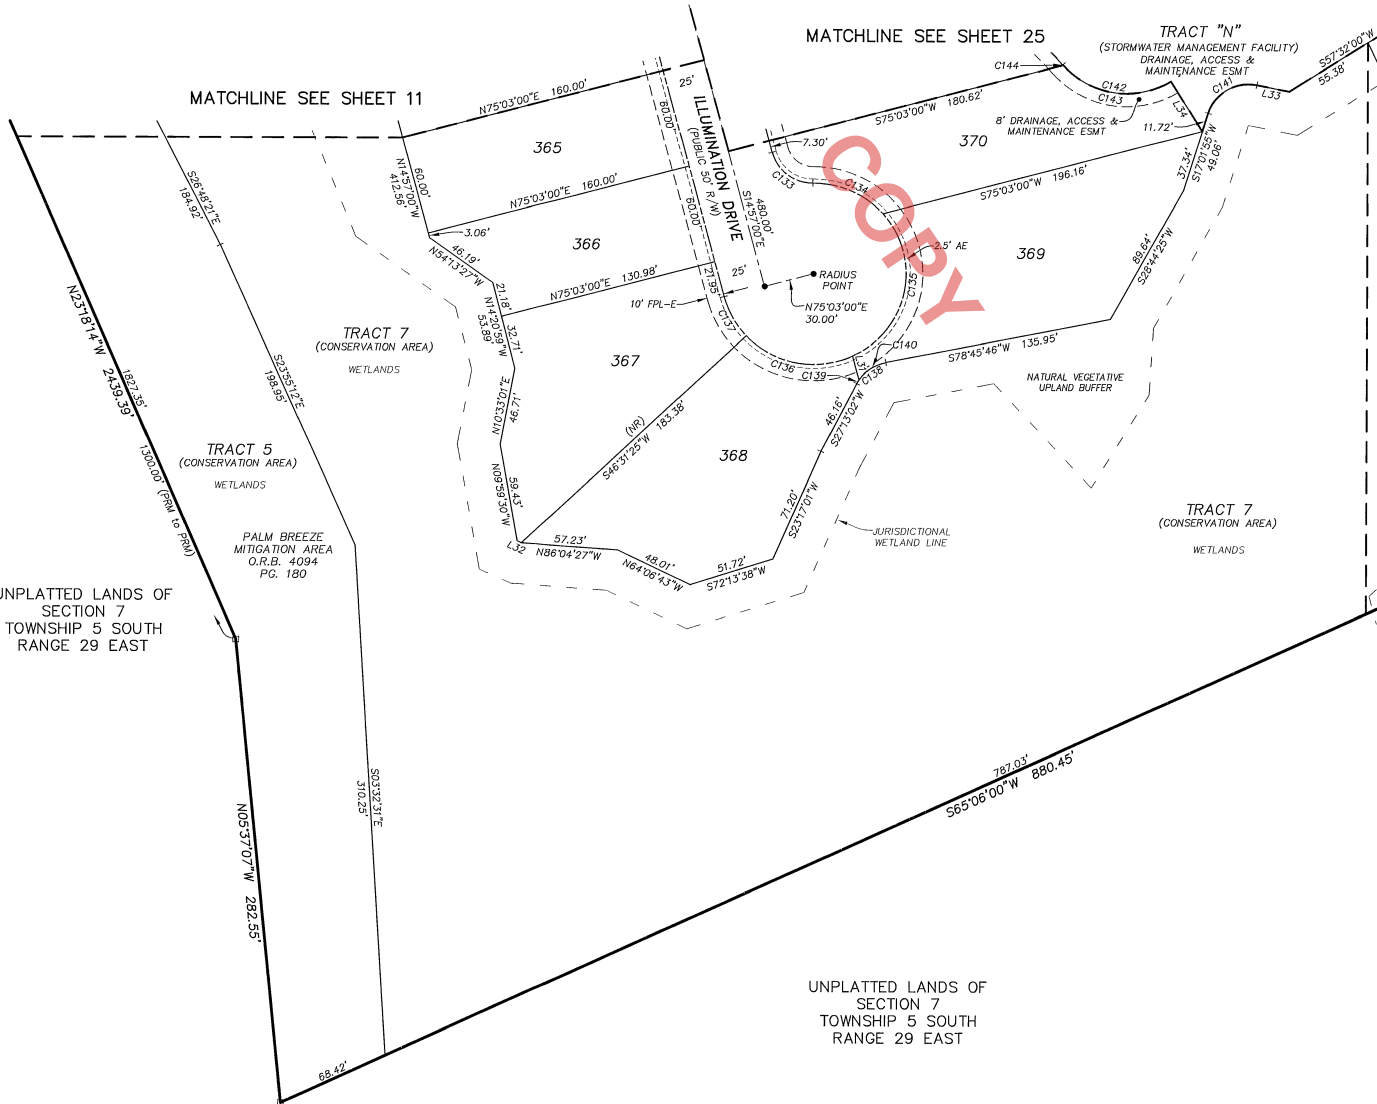 MATCHLINE SEE SHEET 11
MATCHLINE SEE SHEET 25
TRACT "N"
(STORMWATER MANAGEMENT FACILITY)
DRAINAGE, ACCESS &
MAINTENANCE ESMT
S57°32'00"W
55.38'
C144
C142
C143
C141
L33
L34
11.72'
8' DRAINAGE, ACCESS &
MAINTENANCE ESMT
S17°01'55"W
49.06'
37.34'
N75°03'00"E 160.00'
25'
60.00'
ILLUMINATION DRIVE
(PUBLIC 50' R/W)
S75°03'00"W 180.62'
370
7.30'
C133
C134
365
60.00'
N14°57'00"W
412.56'
N75°03'00"E 160.00'
S75°03'00"W 196.16'
480.00'
S14°57'00"E
60.00'
COPY
3.06'
366
46.19'
N54°13'27"W
2.5' AE
369
89.64'
S28°44'25"W
S26°48'21"E
184.92'
N75°03'00"E 130.98'
21.95'
25'
RADIUS
POINT
C135
21.18'
N14°20'59"W
53.89'
32.71'
10' FPL-E
N75°03'00"E
30.00'
C137
C136
C139
L31
C138
C140
S78°45'46"W 135.95'
N23°18'14"W 2439.39'
1827.35'
1300.00' (PRM to PRM)
TRACT 7
(CONSERVATION AREA)
WETLANDS
367
S23°55'12"E
198.95'
N10°33'01"E
46.71'
NATURAL VEGETATIVE
UPLAND BUFFER
(NR)
S46°31'25"W 183.38'
46.16'
S27°13'02"W
368
TRACT 5
(CONSERVATION AREA)
WETLANDS
59.43'
N09°59'30"W
71.20'
S23°17'01"W
TRACT 7
(CONSERVATION AREA)
WETLANDS
JURISDICTIONAL
WETLAND LINE
PALM BREEZE
MITIGATION AREA
O.R.B. 4094
PG. 180
L32
57.23'
N86°04'27"W
48.01'
N64°06'43"W
51.72'
S72°13'38"W
UNPLATTED LANDS OF
SECTION 7
TOWNSHIP 5 SOUTH
RANGE 29 EAST
S03°32'31"E
310.25'
N05°37'07"W 282.55'
787.03'
S65°06'00"W 880.45'
68.42'
UNPLATTED LANDS OF
SECTION 7
TOWNSHIP 5 SOUTH
RANGE 29 EAST